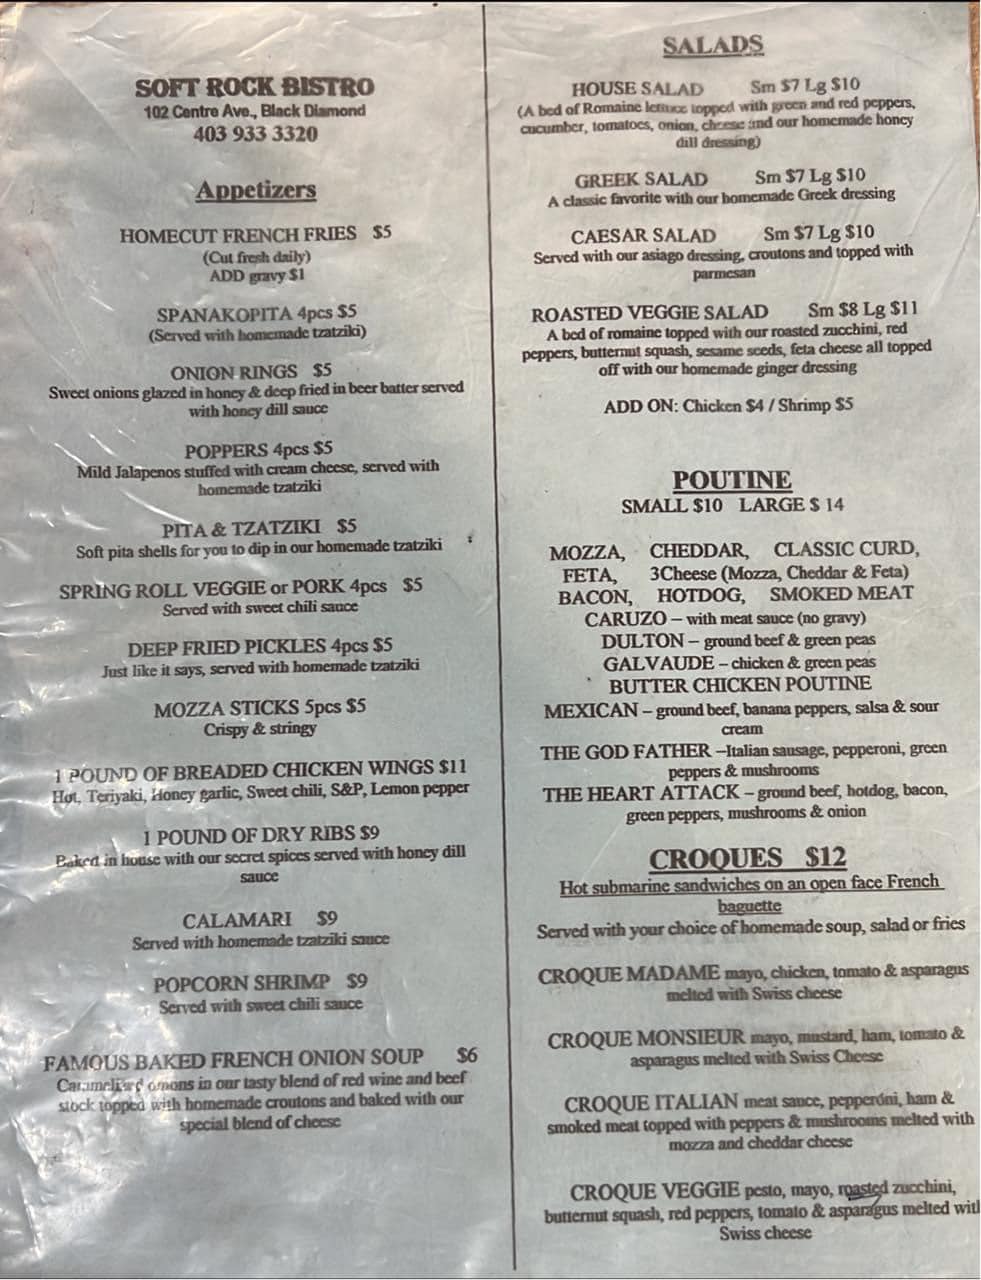 SOFT ROCK BISTRO
102 Centre Ave., Black Diamond
403 933 3320
Appetizers
HOMECUT FRENCH FRIES $5
(Cut fresh daily)
ADD gravy $1
SPANAKOPITA 4pcs $5
(Served with homemade tzatziki)
ONION RINGS $5
Sweet onions glazed in honey & deep fried in beer batter served
with honey dill sauce
POPPERS 4pcs $5
Mild Jalapenos stuffed with cream cheese, served with
homemade tzatziki
PITA & TZATZIKI $5
Soft pita shells for you to dip in our homemade tzatziki
SPRING ROLL VEGGIE or PORK 4pcs $5
Served with sweet chili sauce
DEEP FRIED PICKLES 4pcs $5
Just like it says, served with homemade tzatziki
MOZZA STICKS 5pcs $5
Crispy & stringy
1 POUND OF BREADED CHICKEN WINGS $11
Hot, Teriyaki, Honey garlic, Sweet chili, S&P, Lemon pepper
1 POUND OF DRY RIBS $9
Baked in house with our secret spices served with honey dill
sauce
CALAMARI $9
Served with homemade tzatziki sauce
POPCORN SHRIMP $9
Served with sweet chili sauce
FAMOUS BAKED FRENCH ONION SOUP $6
Caramelized onions in our tasty blend of red wine and beef
stock topped with homemade croutons and baked with our
special blend of cheese
SALADS
HOUSE SALAD Sm $7 Lg $10
(A bed of Romaine lettuce topped with green and red peppers,
cucumber, tomatoes, onion, cheese and our homemade honey
dill dressing)
GREEK SALAD Sm $7 Lg $10
A classic favorite with our homemade Greek dressing
CAESAR SALAD Sm $7 Lg $10
Served with our asiago dressing, croutons and topped with
parmesan
ROASTED VEGGIE SALAD Sm $8 Lg $11
A bed of romaine topped with our roasted zucchini, red
peppers, butternut squash, sesame seeds, feta cheese all topped
off with our homemade ginger dressing
ADD ON: Chicken $4 / Shrimp $5
POUTINE
SMALL $10 LARGE $ 14
MOZZA, CHEDDAR, CLASSIC CURD,
FETA, 3Cheese (Mozza, Cheddar & Feta)
BACON, HOTDOG, SMOKED MEAT
CARUZO – with meat sauce (no gravy)
DULTON – ground beef & green peas
GALVAUDE – chicken & green peas
BUTTER CHICKEN POUTINE
MEXICAN – ground beef, banana peppers, salsa & sour
cream
THE GOD FATHER –Italian sausage, pepperoni, green
peppers & mushrooms
THE HEART ATTACK – ground beef, hotdog, bacon,
green peppers, mushrooms & onion
CROQUES $12
Hot submarine sandwiches on an open face French
baguette
Served with your choice of homemade soup, salad or fries
CROQUE MADAME mayo, chicken, tomato & asparagus
melted with Swiss cheese
CROQUE MONSIEUR mayo, mustard, ham, tomato &
asparagus melted with Swiss Cheese
CROQUE ITALIAN meat sauce, pepperoni, ham &
smoked meat topped with peppers & mushrooms melted with
mozza and cheddar cheese
CROQUE VEGGIE pesto, mayo, roasted zucchini,
butternut squash, red peppers, tomato & asparagus melted with
Swiss cheese